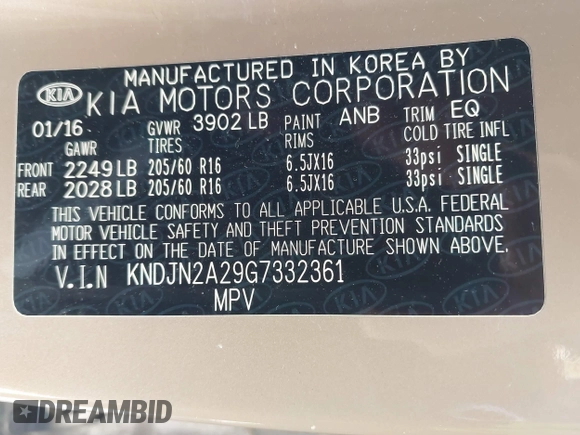 MANUFACTURED IN KOREA BY
KIA KIA MOTORS CORPORATION
01/16 GVWR 3902 LB PAINT ANB TRIM EQ
GAWR TIRES RIMS COLD TIRE INFL
FRONT 2249 LB 205/60 R16 6.5JX16 33psi SINGLE
REAR 2028 LB 205/60 R16 6.5JX16 33psi SINGLE
THIS VEHICLE CONFORMS TO ALL APPLICABLE U.S.A. FEDERAL
MOTOR VEHICLE SAFETY AND THEFT PREVENTION STANDARDS
IN EFFECT ON THE DATE OF MANUFACTURE SHOWN ABOVE.
V.I.N KNDJN2A29G7332361
MPV
DREAMBID